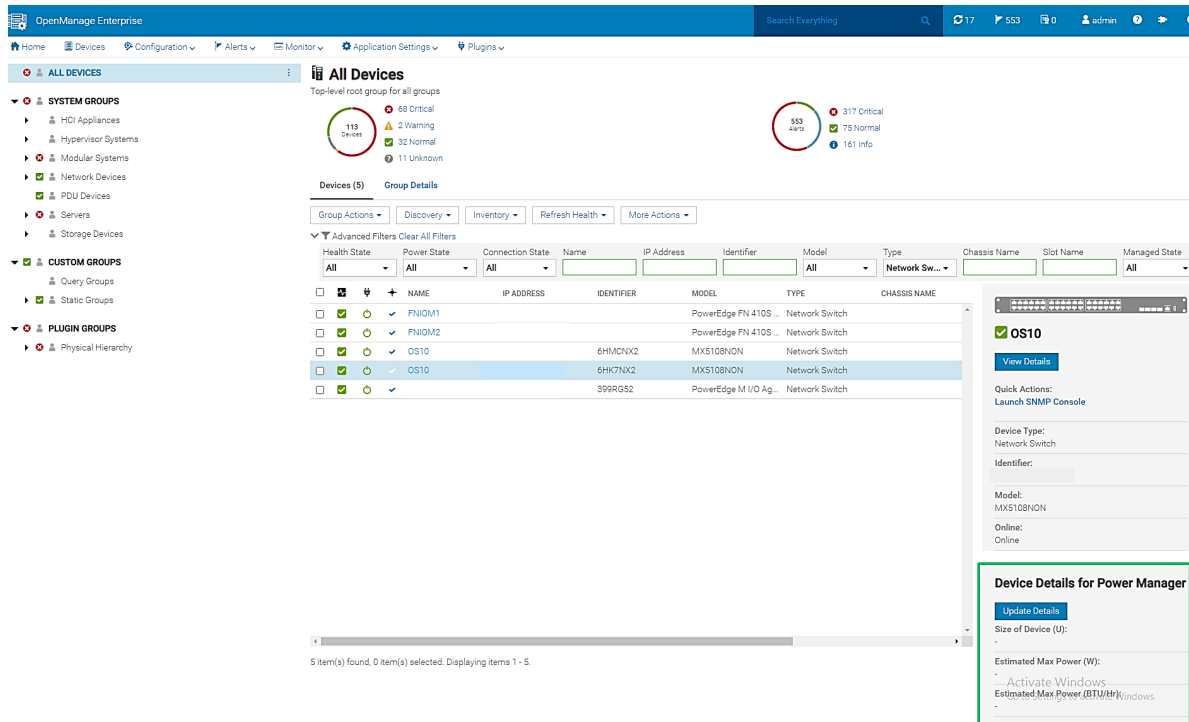 OpenManage Enterprise
Search Everything
17
553
0
admin
Home
Devices
Configuration
Alerts
Monitor
Application Settings
Plugins
ALL DEVICES
SYSTEM GROUPS
HCI Appliances
Hypervisor Systems
Modular Systems
Network Devices
PDU Devices
Servers
Storage Devices
CUSTOM GROUPS
Query Groups
Static Groups
PLUGIN GROUPS
Physical Hierarchy
All Devices
Top-level root group for all groups
113
Devices
68 Critical
2 Warning
32 Normal
11 Unknown
553
Alerts
317 Critical
75 Normal
161 Info
Devices (5)
Group Details
Group Actions
Discovery
Inventory
Refresh Health
More Actions
Advanced Filters Clear All Filters
Health State Power State Connection State Name IP Address Identifier Model Type Chassis Name Slot Name Managed State
All All All All Network Sw... All
NAME IP ADDRESS IDENTIFIER MODEL TYPE CHASSIS NAME
FNIOM1 PowerEdge FN 410S ... Network Switch
FNIOM2 PowerEdge FN 410S ... Network Switch
OS10 6HMCNX2 MX5108NON Network Switch
OS10 6HK7NX2 MX5108NON Network Switch
399RG52 PowerEdge M I/O Ag... Network Switch
5 item(s) found, 0 item(s) selected. Displaying items 1 - 5.
OS10
View Details
Quick Actions:
Launch SNMP Console
Device Type:
Network Switch
Identifier:
Model:
MX5108NON
Online:
Online
Device Details for Power Manager
Update Details
Size of Device (U):
-
Estimated Max Power (W):
-
Activate Windows
Estimated Max Power (BTU/Hr):
Go to Settings to activate Windows.
-